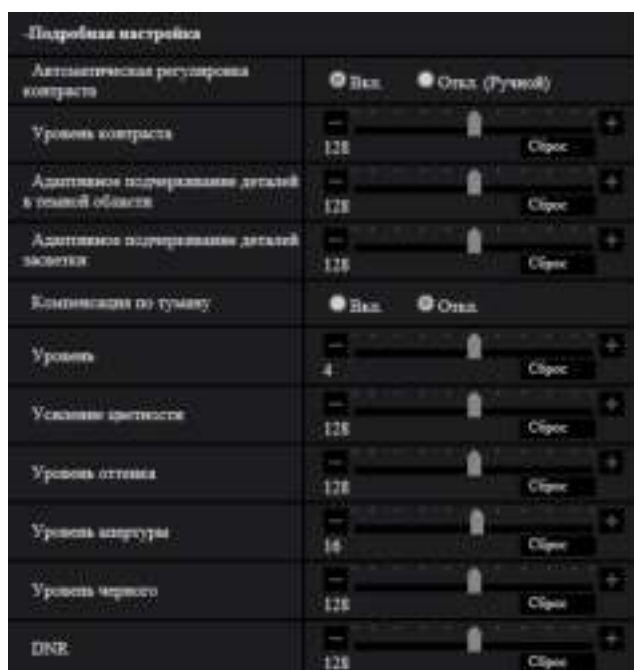 -Подробная настройка
Автоматическая регулировка
контраста
Вкл. Откл. (Ручной)
Уровень контраста
128 Сброс
Адаптивное подчеркивание деталей
в темной области
128 Сброс
Адаптивное подчеркивание деталей
засветки
128 Сброс
Компенсация по туману
Вкл. Откл.
Уровень
4 Сброс
Усиление цветности
128 Сброс
Уровень оттенка
128 Сброс
Уровень апертуры
16 Сброс
Уровень черного
128 Сброс
DNR
128 Сброс